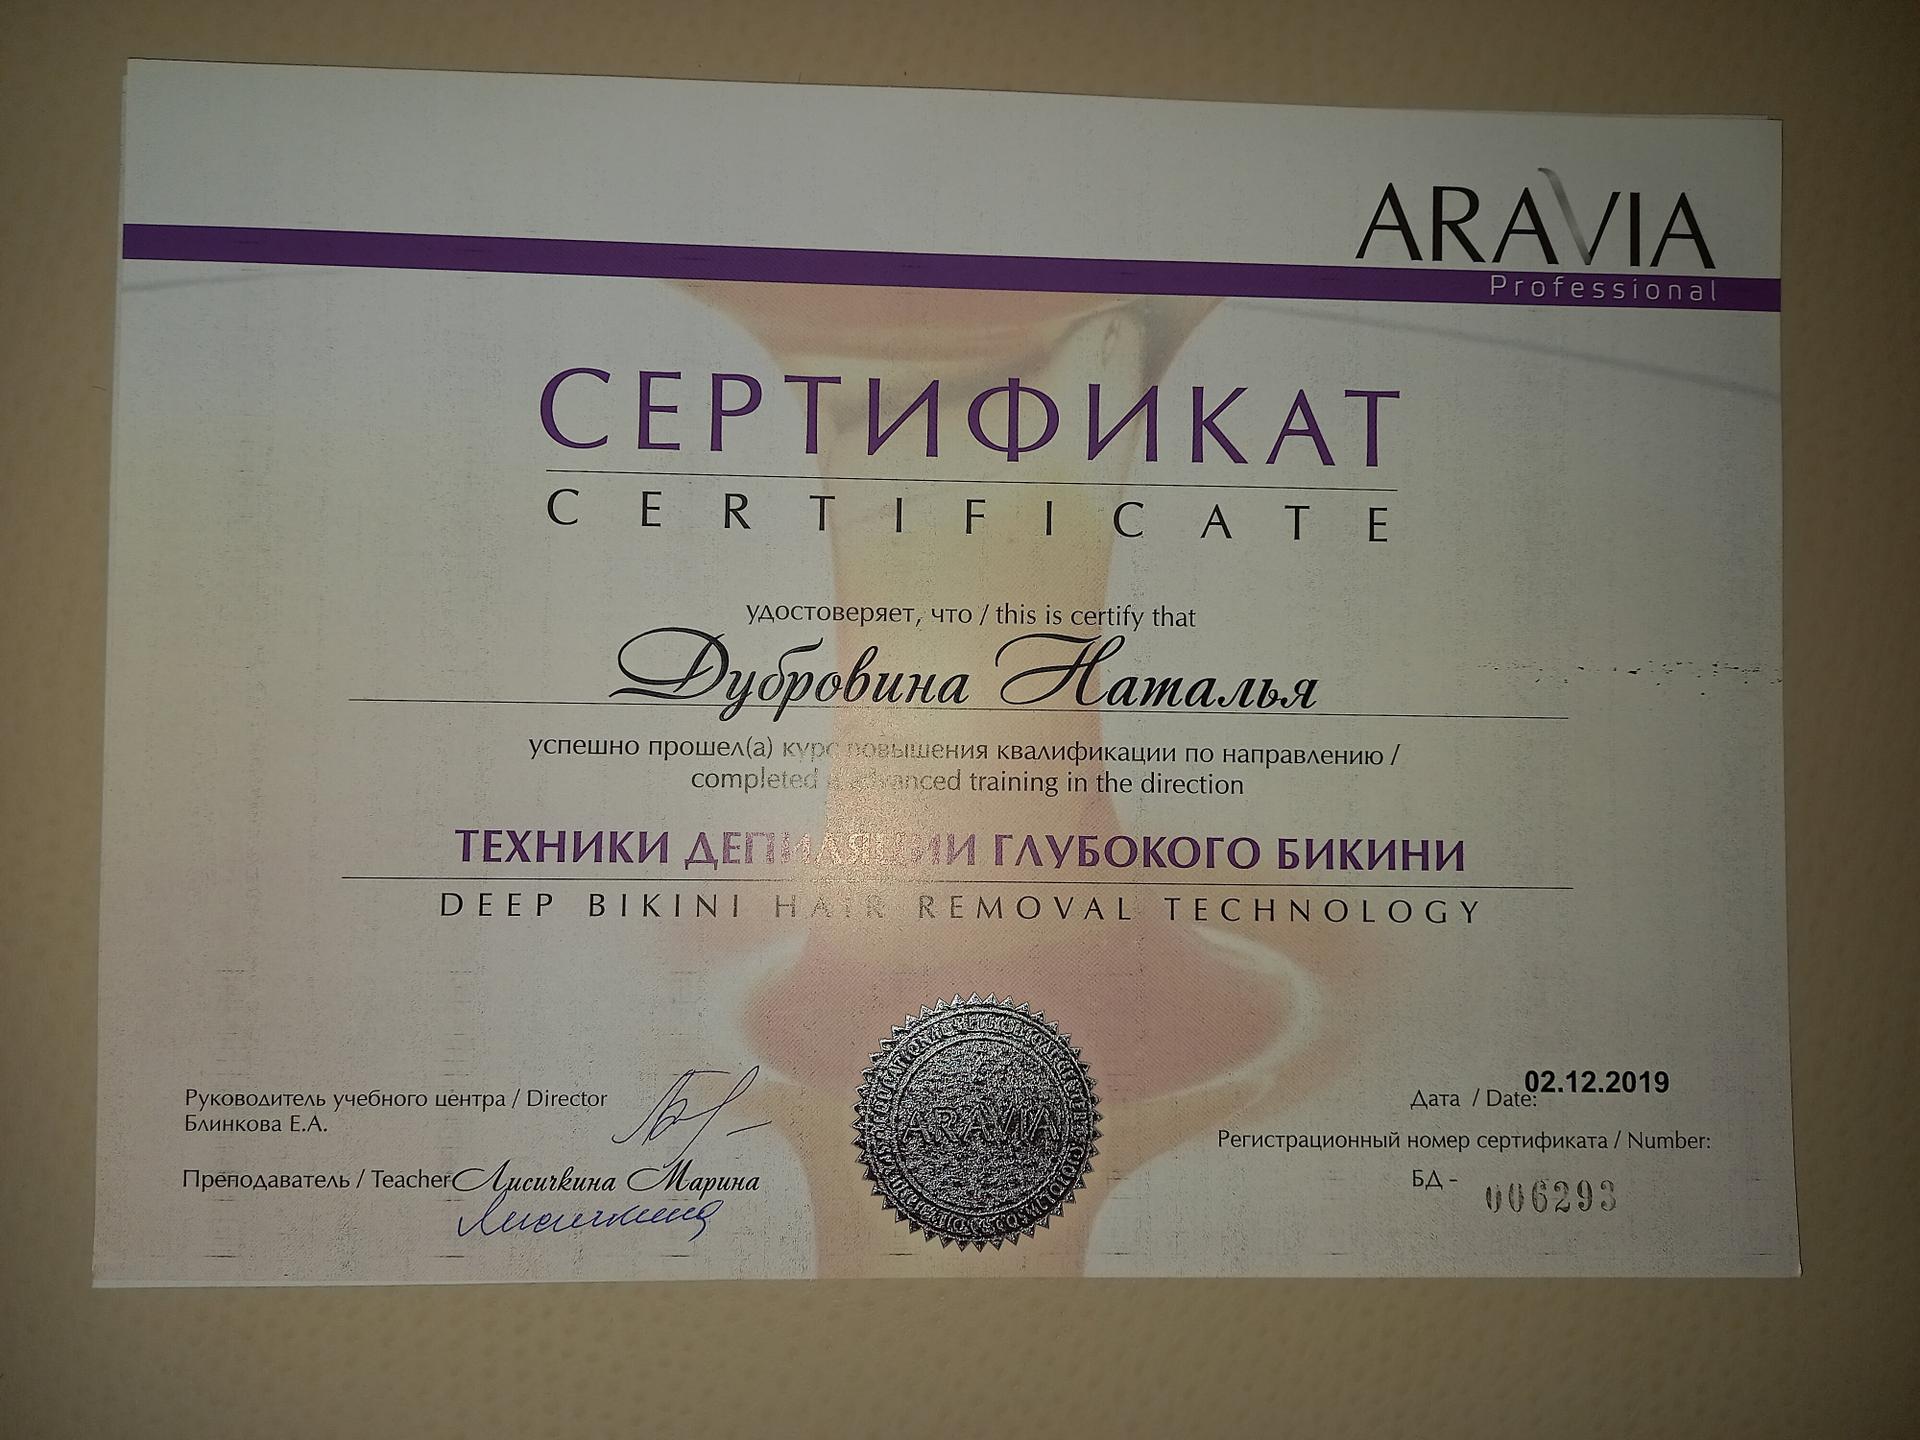 ARAVIA
Professional
СЕРТИФИКАТ
CERTIFICATE
удостоверяет, что / this is certify that
Дубровина Наталья
успешно прошел(а) курс повышения квалификации по направлению /
completed advanced training in the direction
ТЕХНИКИ ДЕПИЛЯЦИИ ГЛУБОКОГО БИКИНИ
DEEP BIKINI HAIR REMOVAL TECHNOLOGY
Руководитель учебного центра / Director
Блинкова Е.А.
Преподаватель / Teacher Лисичкина Марина
Лисичкина
ARAVIA
Дата / Date: 02.12.2019
Регистрационный номер сертификата / Number:
БД - 006293